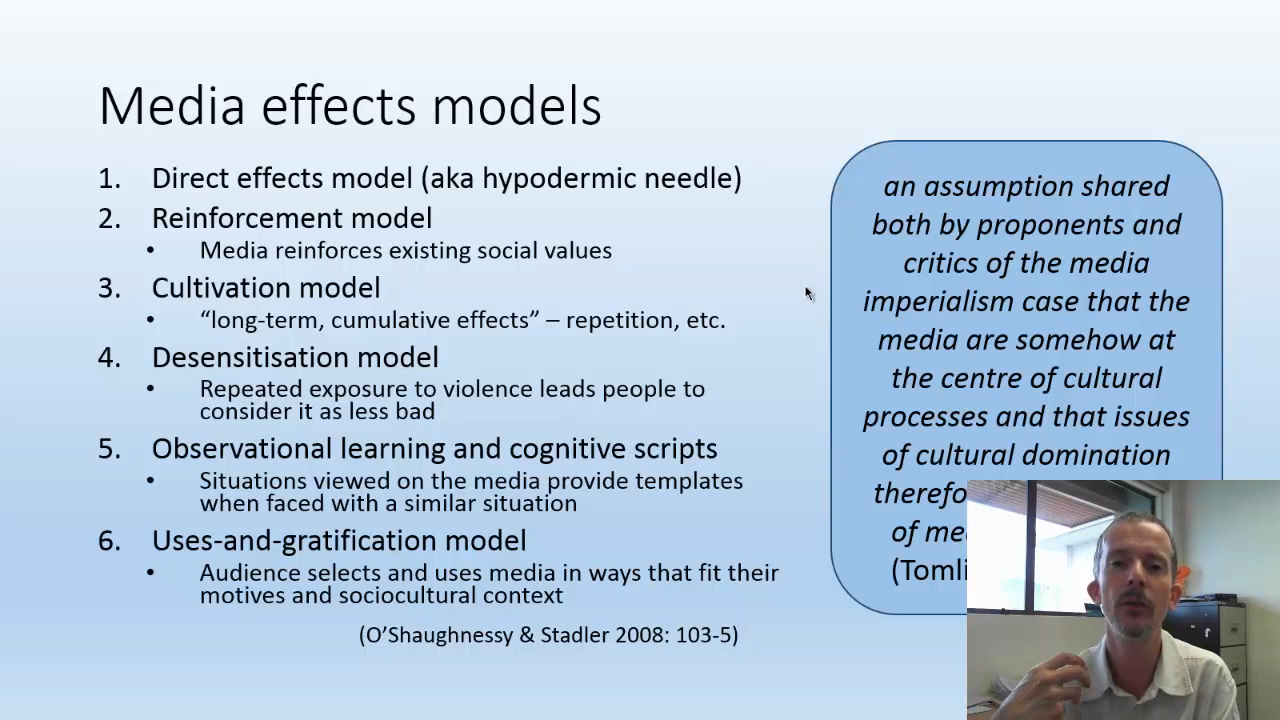 Media effects models
1. Direct effects model (aka hypodermic needle)
2. Reinforcement model
• Media reinforces existing social values
3. Cultivation model
• “long-term, cumulative effects” – repetition, etc.
4. Desensitisation model
• Repeated exposure to violence leads people to
consider it as less bad
5. Observational learning and cognitive scripts
• Situations viewed on the media provide templates
when faced with a similar situation
6. Uses-and-gratification model
• Audience selects and uses media in ways that fit their
motives and sociocultural context
(O’Shaughnessy & Stadler 2008: 103-5)
an assumption shared
both by proponents and
critics of the media
imperialism case that the
media are somehow at
the centre of cultural
processes and that issues
of cultural domination
of